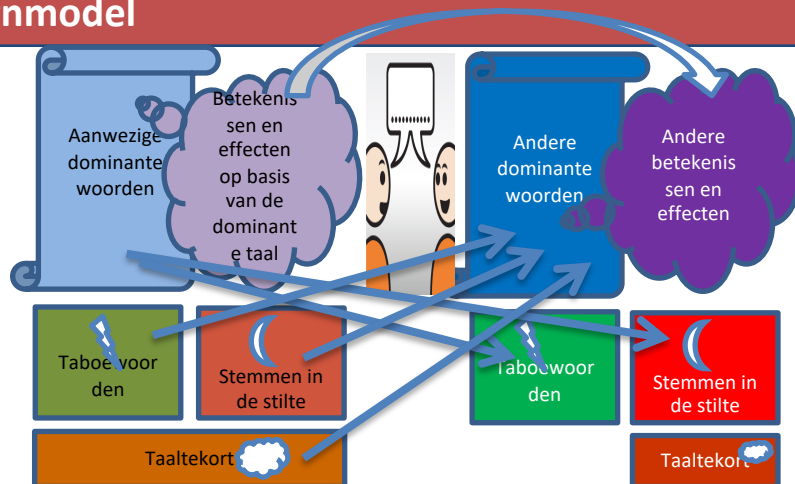 nmodel
Aanwezige
dominante
woorden
Betekenis
sen en
effecten
op basis
van de
dominant
e taal
Andere
dominante
woorden
Andere
betekenis
sen en
effecten
Taboewoor
den
Stemmen in
de stilte
Taboewoor
den
Stemmen in
de stilte
Taaltekort
Taaltekort